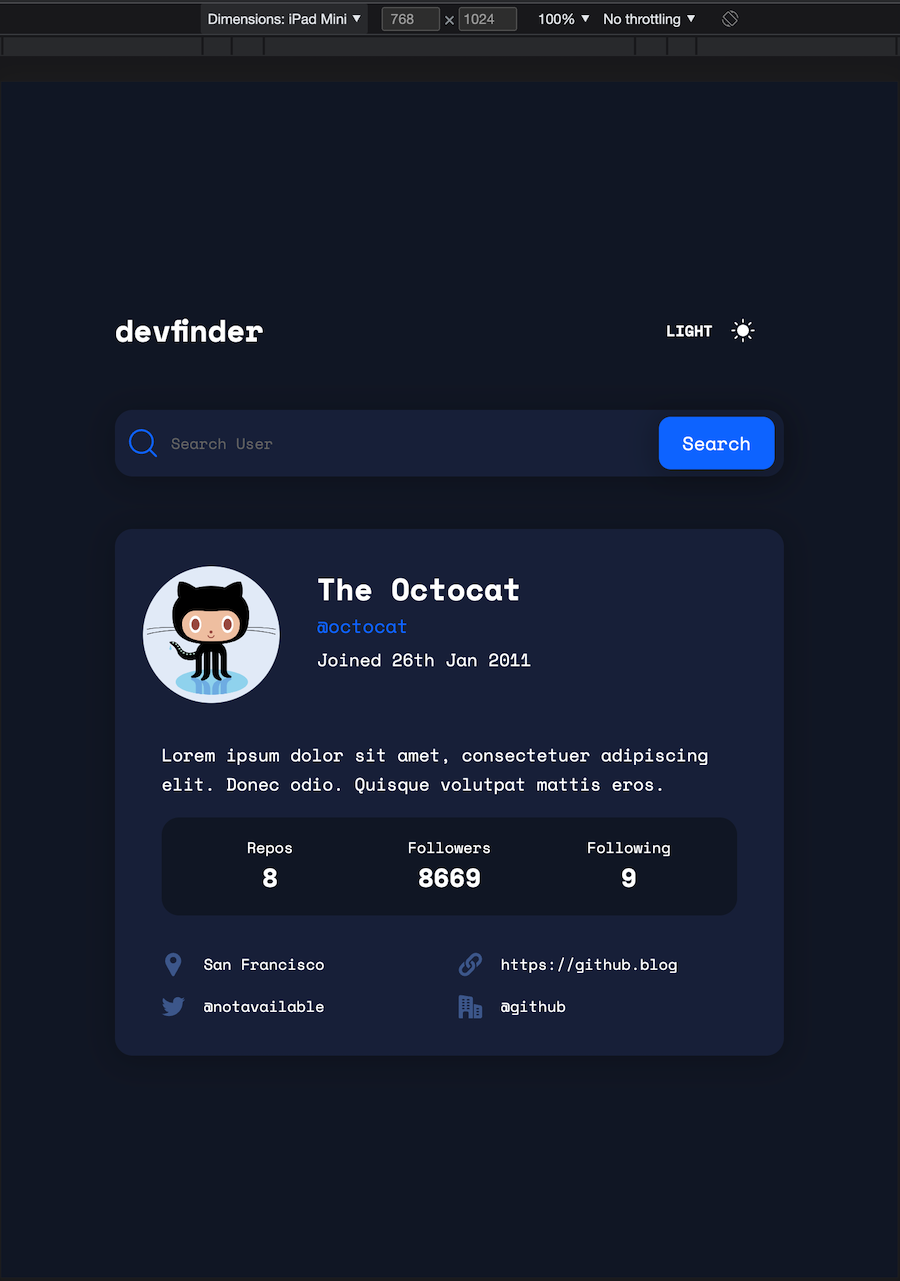 Dimensions: iPad Mini ▼ 768 × 1024 100% ▼ No throttling ▼
devfinder LIGHT
Search User Search
The Octocat
@octocat
Joined 26th Jan 2011
Lorem ipsum dolor sit amet, consectetuer adipiscing
elit. Donec odio. Quisque volutpat mattis eros.
Repos Followers Following
8 8669 9
San Francisco https://github.blog
@notavailable @github